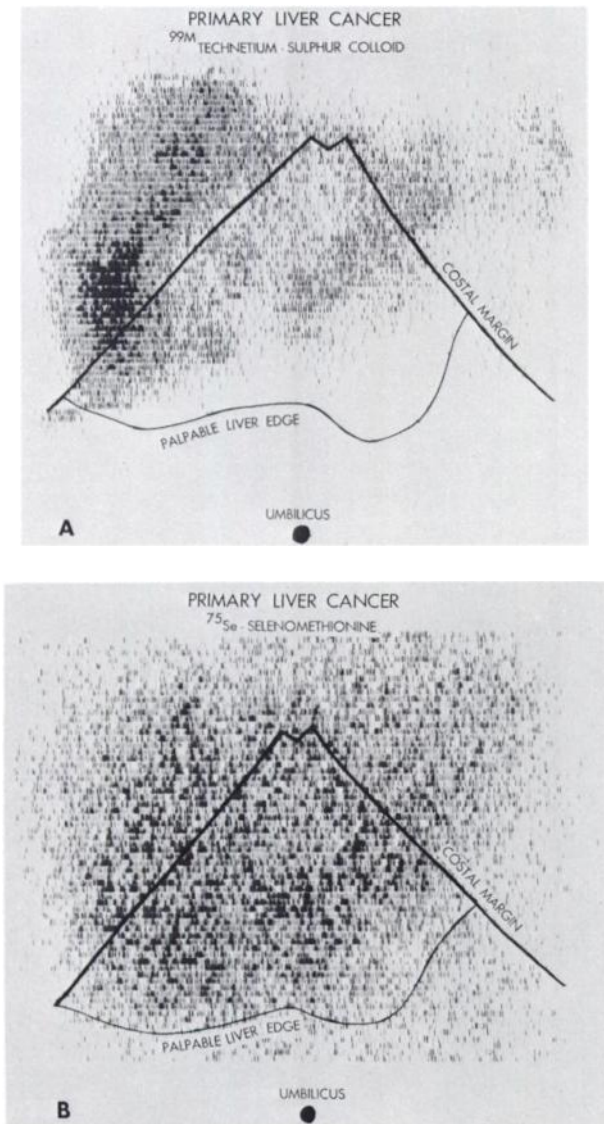 PRIMARY LIVER CANCER
99M TECHNETIUM · SULPHUR COLLOID
COSTAL MARGIN
PALPABLE LIVER EDGE
UMBILICUS
A
PRIMARY LIVER CANCER
75Se · SELENOMETHIONINE
COSTAL MARGIN
PALPABLE LIVER EDGE
UMBILICUS
B